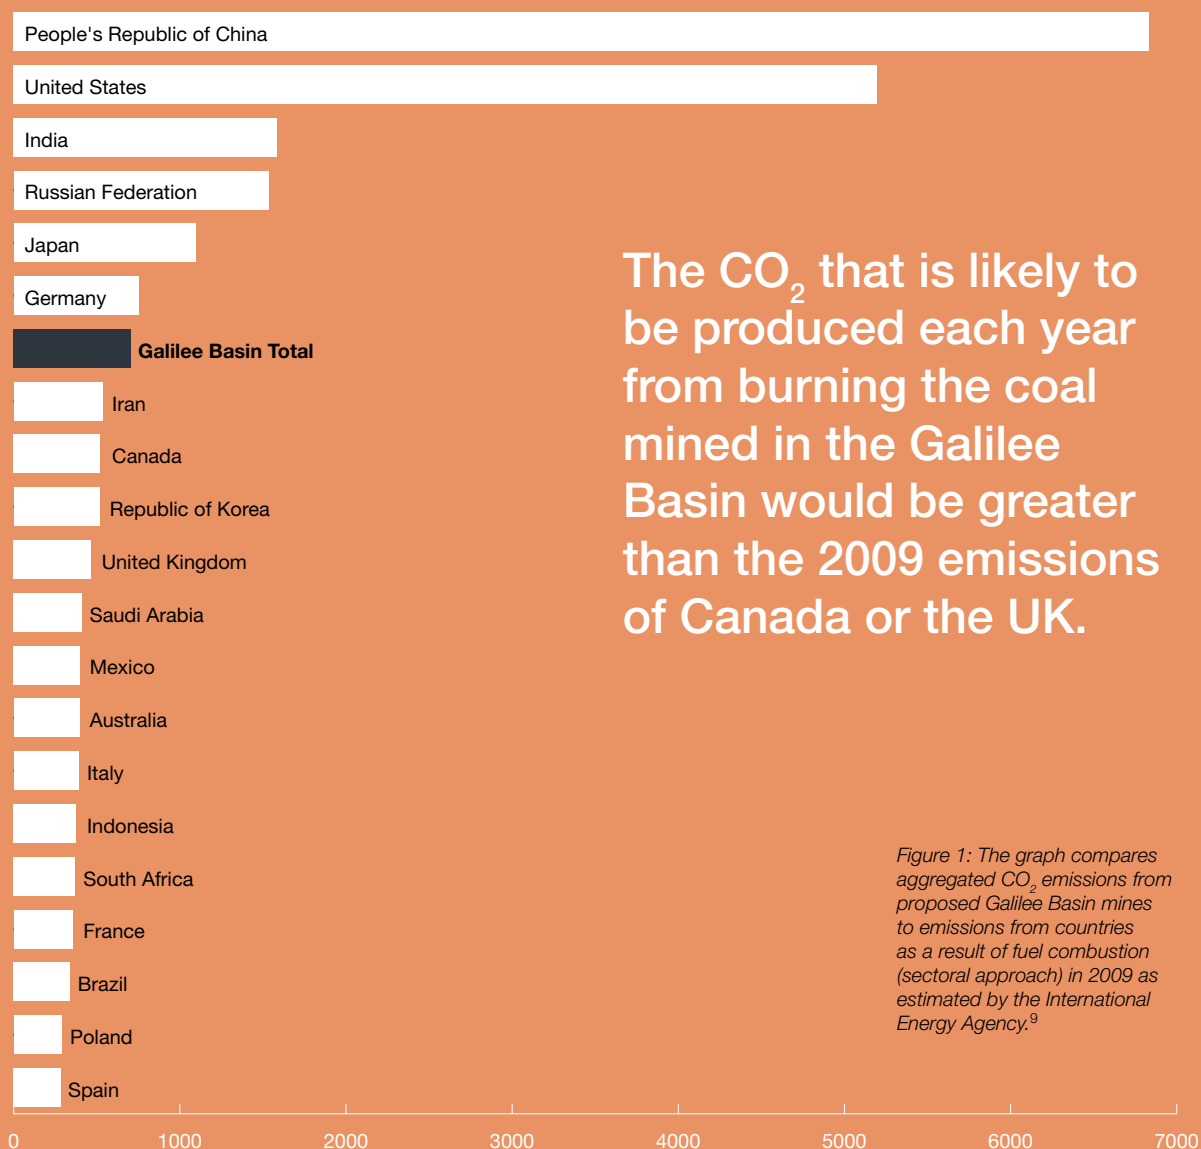 People's Republic of China
United States
India
Russian Federation
Japan
Germany
Galilee Basin Total
Iran
Canada
Republic of Korea
United Kingdom
Saudi Arabia
Mexico
Australia
Italy
Indonesia
South Africa
France
Brazil
Poland
Spain
0 1000 2000 3000 4000 5000 6000 7000
The CO₂ that is likely to
be produced each year
from burning the coal
mined in the Galilee
Basin would be greater
than the 2009 emissions
of Canada or the UK.
Figure 1: The graph compares
aggregated CO₂ emissions from
proposed Galilee Basin mines
to emissions from countries
as a result of fuel combustion
(sectoral approach) in 2009 as
estimated by the International
Energy Agency.⁹